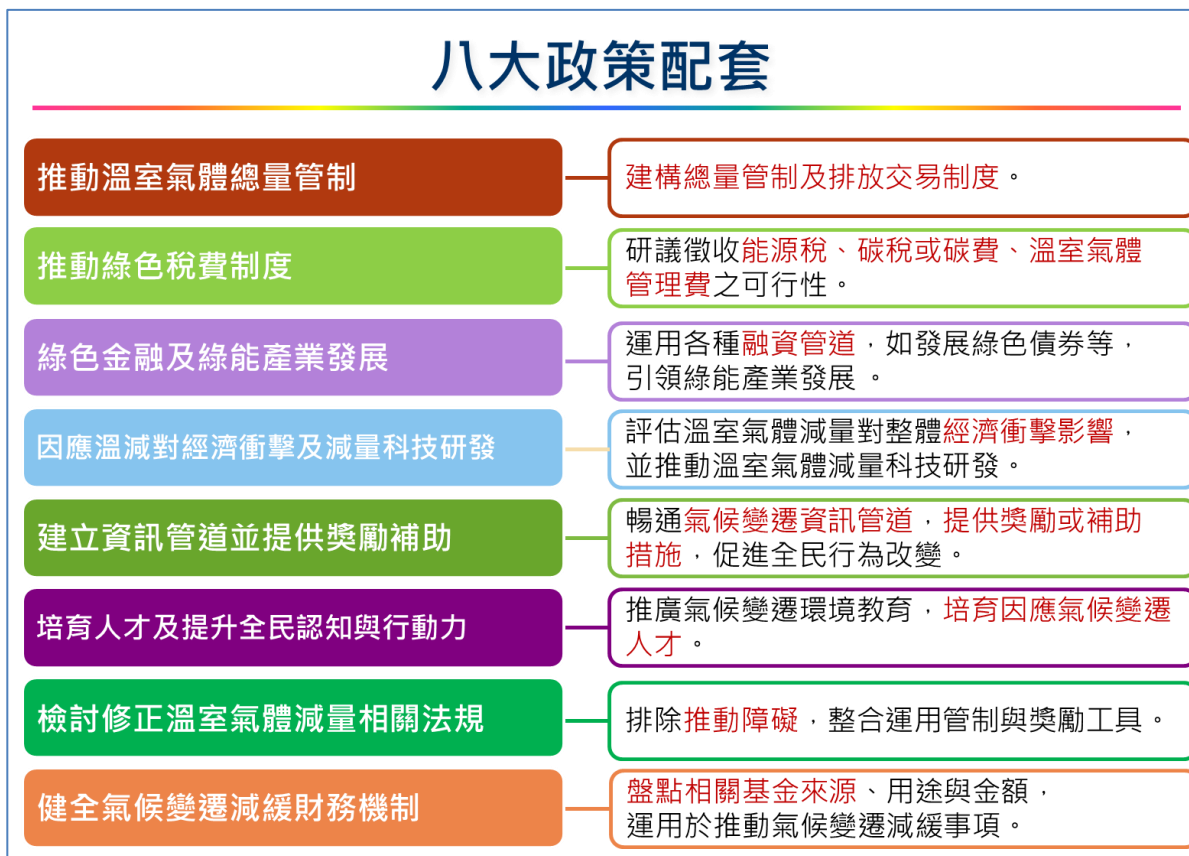 八大政策配套
推動溫室氣體總量管制
建構總量管制及排放交易制度。
推動綠色稅費制度
研議徵收能源稅、碳稅或碳費、溫室氣體
管理費之可行性。
綠色金融及綠能產業發展
運用各種融資管道，如發展綠色債券等，
引領綠能產業發展。
因應溫減對經濟衝擊及減量科技研發
評估溫室氣體減量對整體經濟衝擊影響，
並推動溫室氣體減量科技研發。
建立資訊管道並提供獎勵補助
暢通氣候變遷資訊管道，提供獎勵或補助
措施，促進全民行為改變。
培育人才及提升全民認知與行動力
推廣氣候變遷環境教育，培育因應氣候變遷
人才。
檢討修正溫室氣體減量相關法規
排除推動障礙，整合運用管制與獎勵工具。
健全氣候變遷減緩財務機制
盤點相關基金來源、用途與金額，
運用於推動氣候變遷減緩事項。